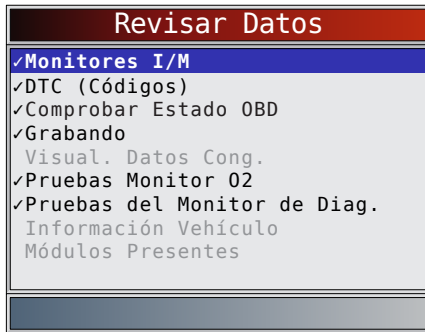 Revisar Datos
✓Monitores I/M
✓DTC (Códigos)
✓Comprobar Estado OBD
✓Grabando
Visual. Datos Cong.
✓Pruebas Monitor O2
✓Pruebas del Monitor de Diag.
Información Vehículo
Módulos Presentes